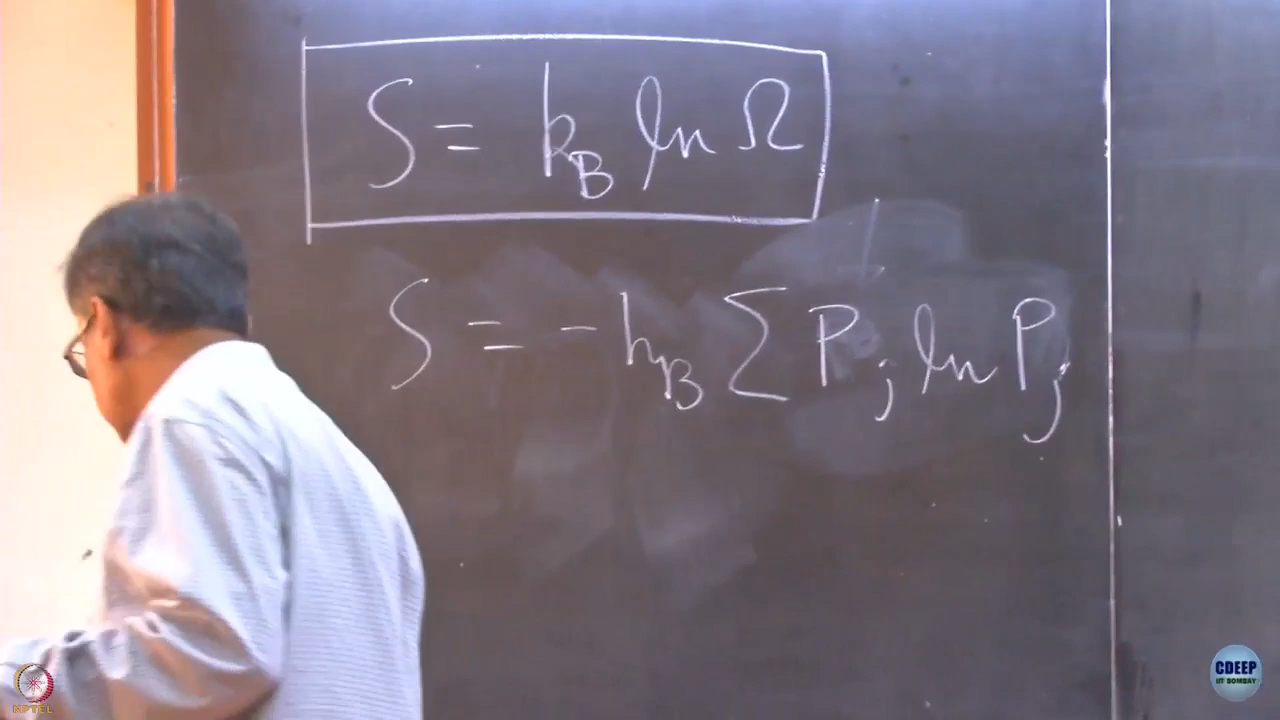 S = k_B ln Ω
S = - k_B Σ P_j ln P_j
NPTEL
CDEEP
IIT BOMBAY